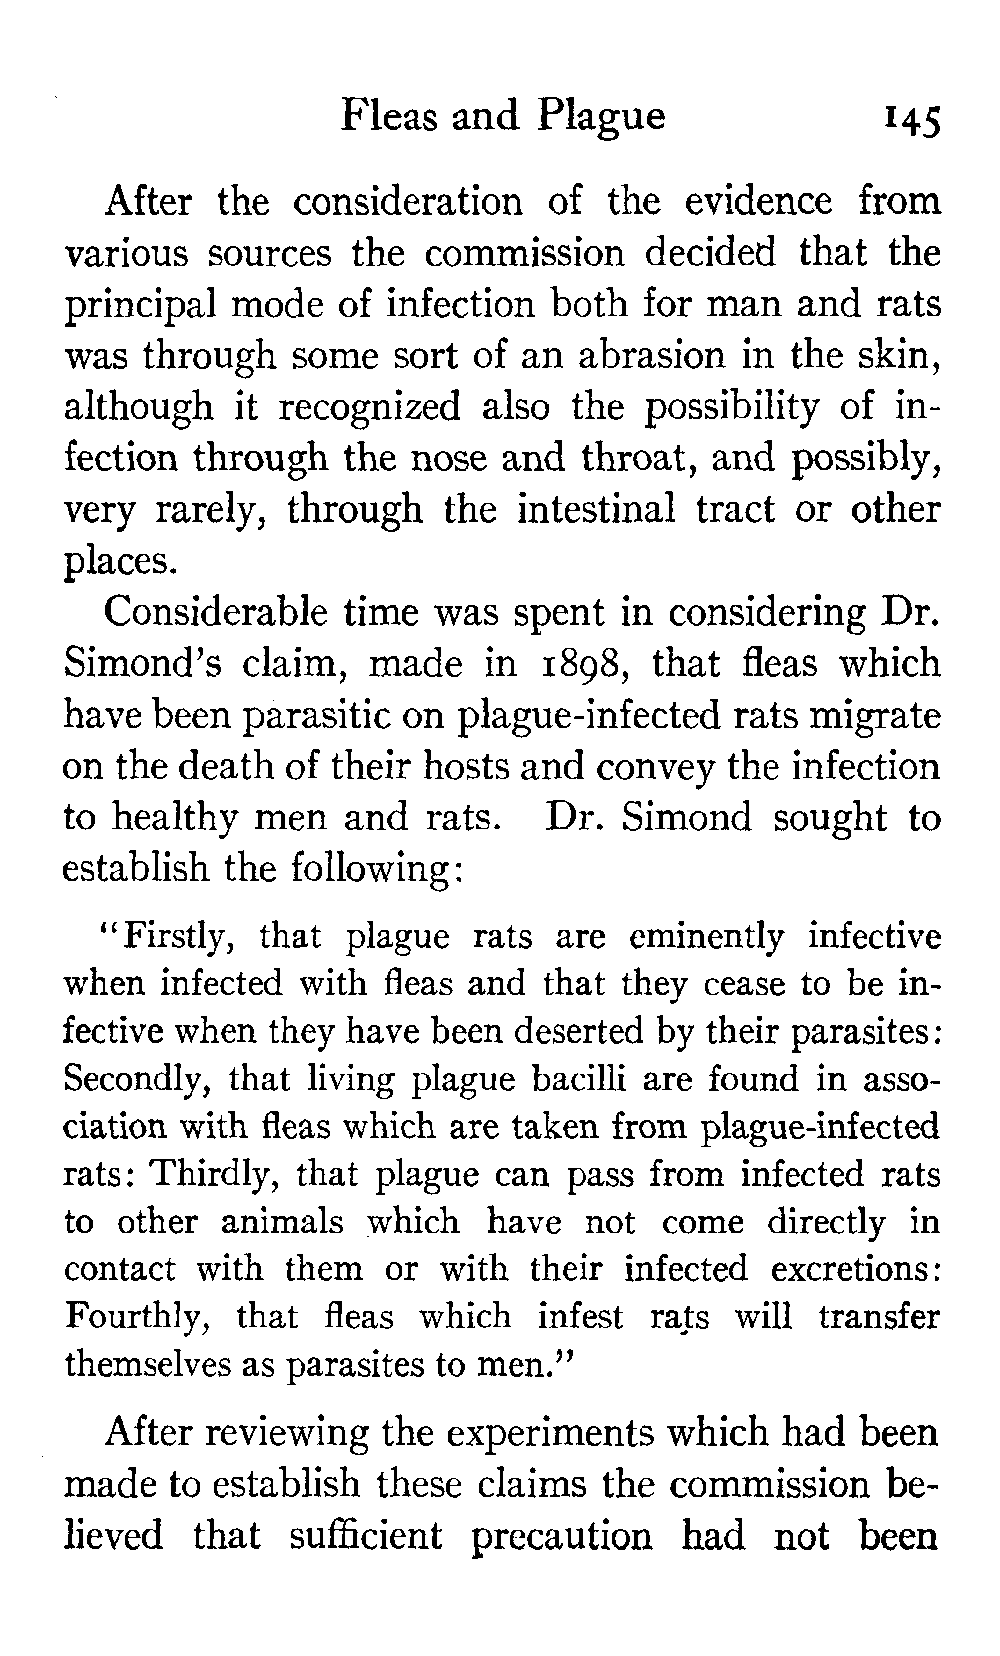 Fleas and Plague 145
After the consideration of the evidence from
various sources the commission decided that the
principal mode of infection both for man and rats
was through some sort of an abrasion in the skin,
although it recognized also the possibility of in-
fection through the nose and throat, and possibly,
very rarely, through the intestinal tract or other
places.
Considerable time was spent in considering Dr.
Simond's claim, made in 1898, that fleas which
have been parasitic on plague-infected rats migrate
on the death of their hosts and convey the infection
to healthy men and rats. Dr. Simond sought to
establish the following:
"Firstly, that plague rats are eminently infective
when infected with fleas and that they cease to be in-
fective when they have been deserted by their parasites:
Secondly, that living plague bacilli are found in asso-
ciation with fleas which are taken from plague-infected
rats: Thirdly, that plague can pass from infected rats
to other animals which have not come directly in
contact with them or with their infected excretions:
Fourthly, that fleas which infest rats will transfer
themselves as parasites to men."
After reviewing the experiments which had been
made to establish these claims the commission be-
lieved that sufficient precaution had not been